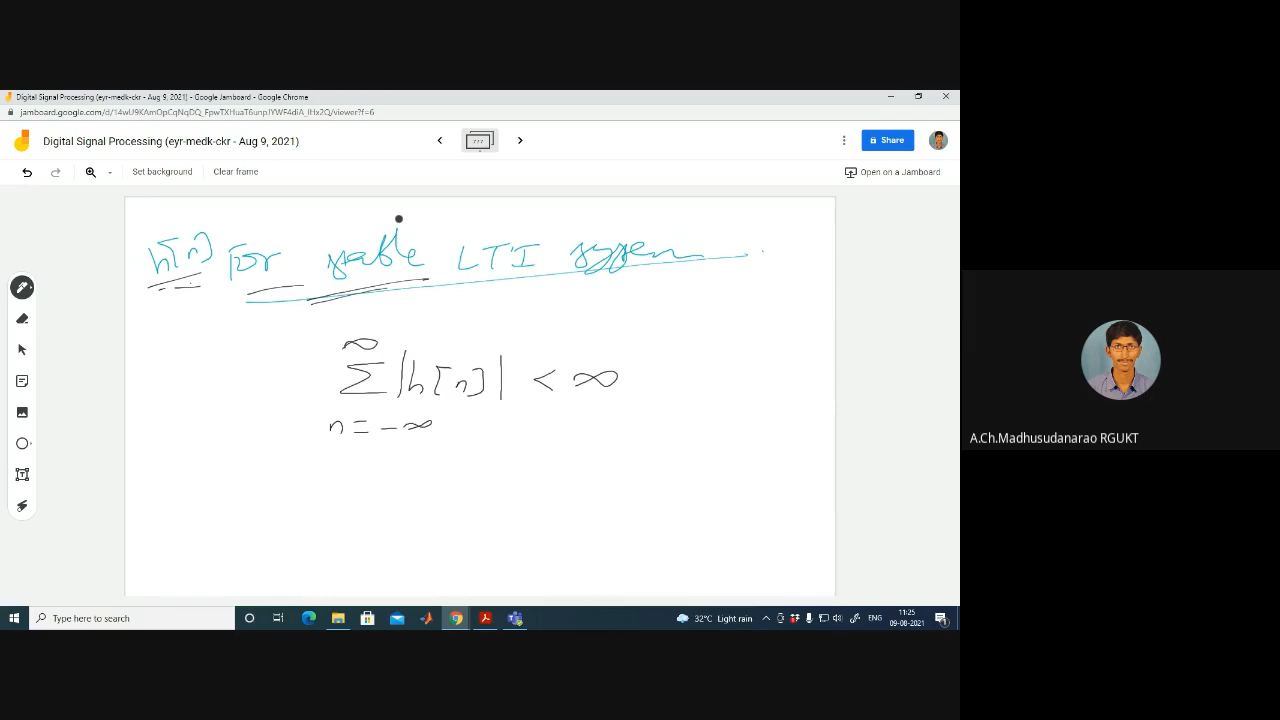 Digital Signal Processing (eyr-medk-ckr - Aug 9, 2021) - Google Jamboard - Google Chrome
Digital Signal Processing (eyr-medk-ckr - Aug 9, 2021)
Share
Set background
Clear frame
Open on a Jamboard
h[n] For stable LTI system
∞
Σ |h[n]| < ∞
n = -∞
A.Ch.Madhusudanarao RGUKT
Type here to search
32°C Light rain
ENG
11:25
09-08-2021